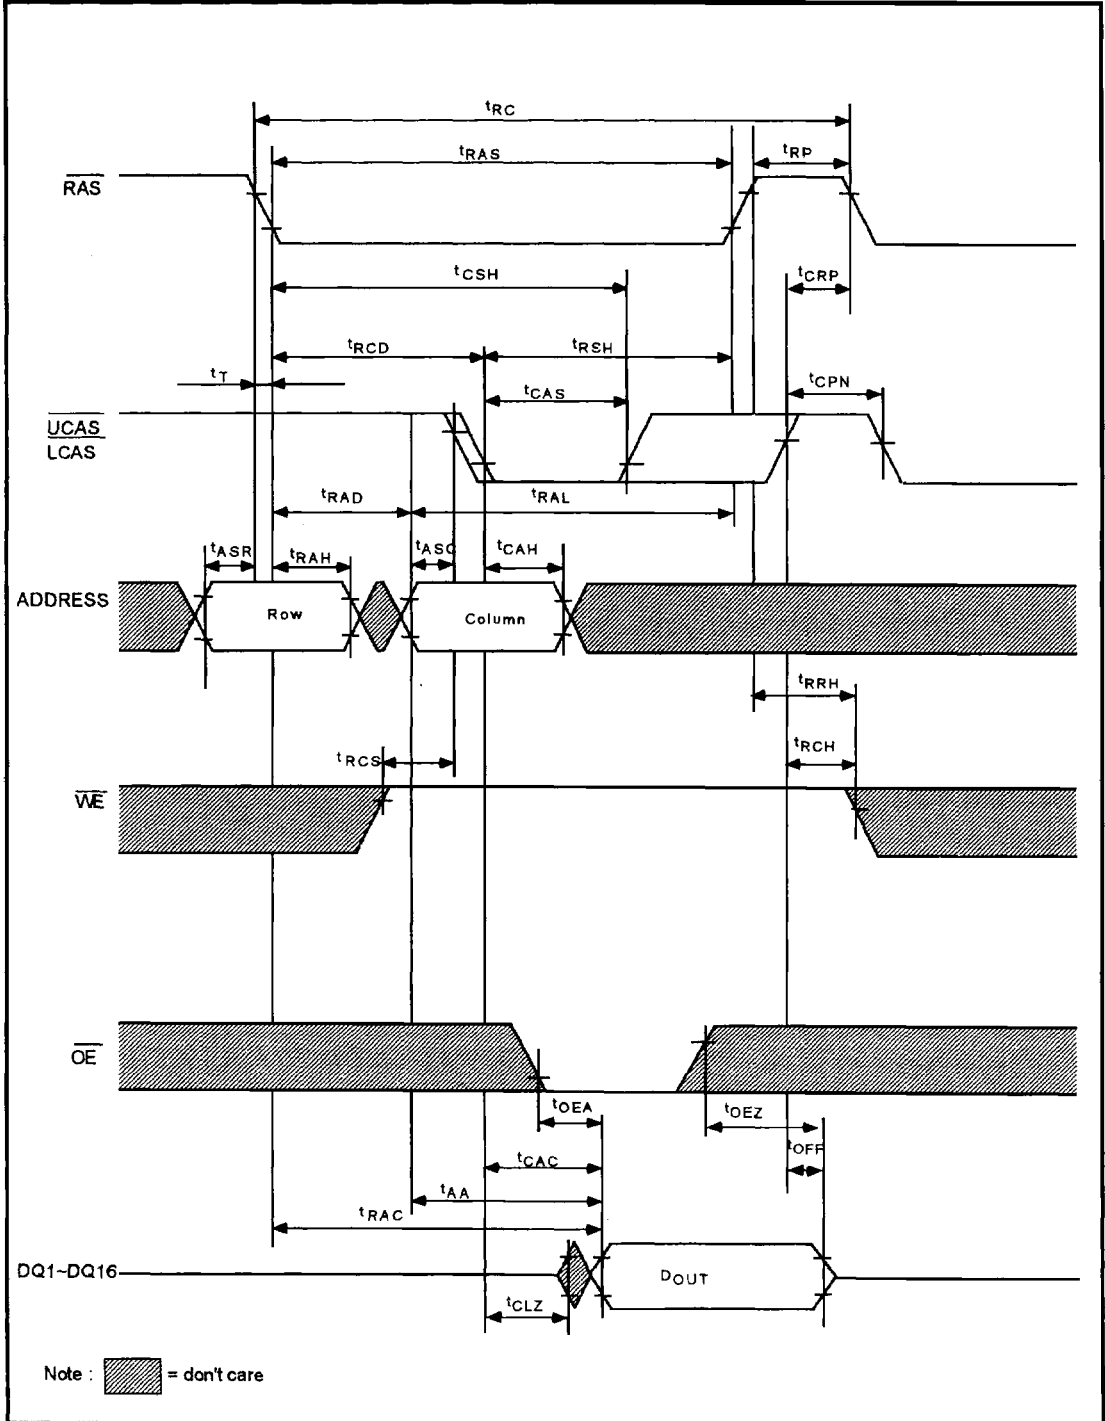 tRC
tRAS
tRP
RAS
tCSH
tCRP
tRCD
tRSH
tT
tCAS
tCPN
UCAS
LCAS
tRAD
tRAL
tASR
tRAH
tASC
tCAH
ADDRESS
Row
Column
tRRH
tRCS
tRCH
WE
OE
tOEA
tOEZ
tOFF
tCAC
tAA
tRAC
DQ1~DQ16
DOUT
tCLZ
Note : = don't care